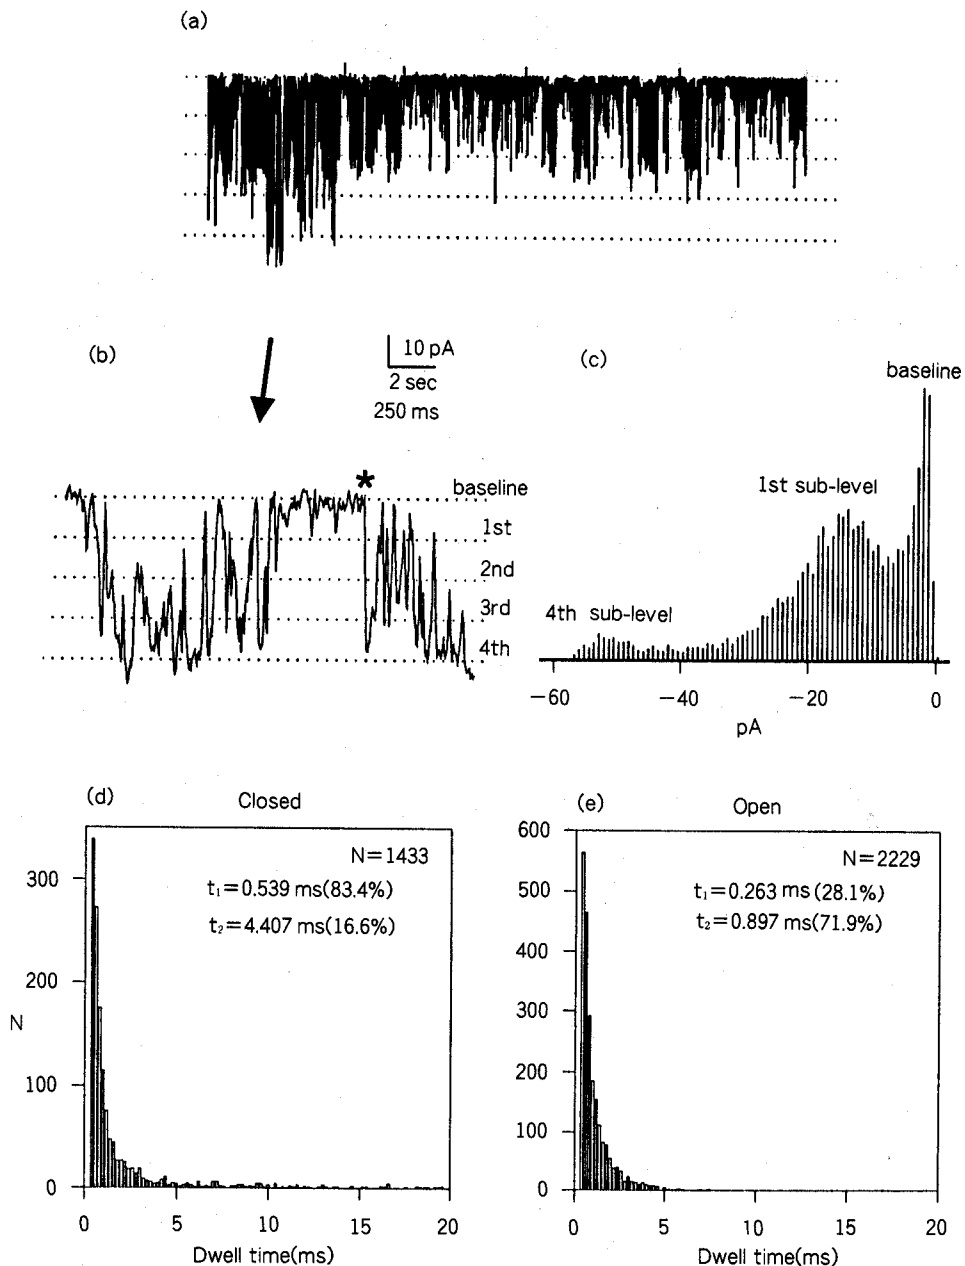 (a)
10 pA
2 sec
250 ms
(b)
*
baseline
1st
2nd
3rd
4th
(c)
baseline
1st sub-level
4th sub-level
−60
−40
−20
0
pA
(d)
Closed
N=1433
t₁=0.539 ms(83.4%)
t₂=4.407 ms(16.6%)
300
200
100
0
N
0
5
10
15
20
Dwell time(ms)
(e)
Open
N=2229
t₁=0.263 ms(28.1%)
t₂=0.897 ms(71.9%)
600
500
400
300
200
100
0
0
5
10
15
20
Dwell time(ms)